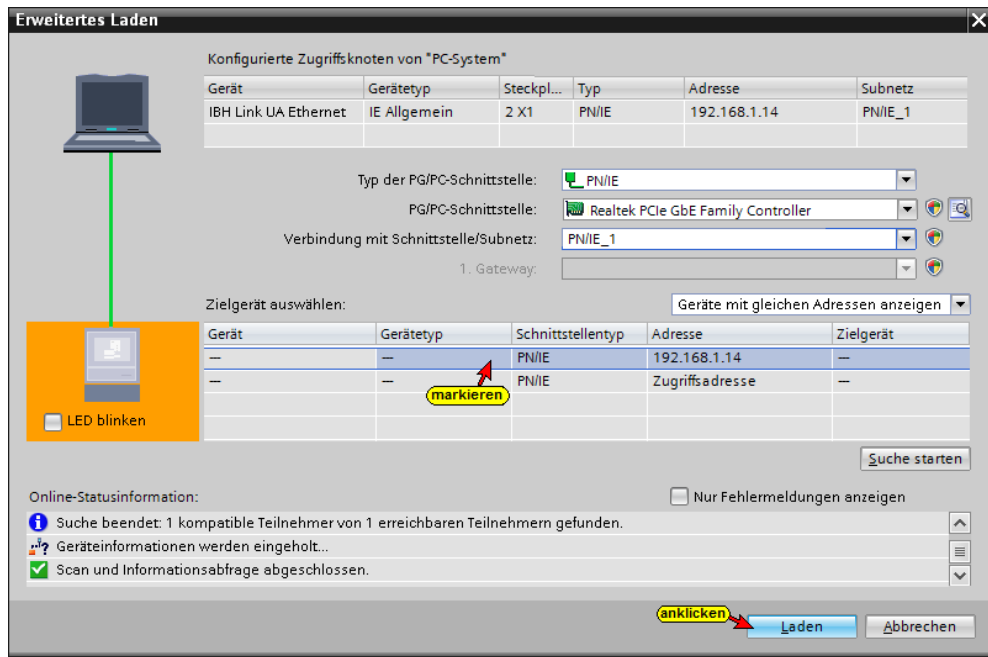 Erweitertes Laden
Konfigurierte Zugriffsknoten von "PC-System"
Gerät Gerätetyp Steckpl... Typ Adresse Subnetz
IBH Link UA Ethernet IE Allgemein 2 X1 PN/IE 192.168.1.14 PN/IE_1
Typ der PG/PC-Schnittstelle: PN/IE
PG/PC-Schnittstelle: Realtek PCIe GbE Family Controller
Verbindung mit Schnittstelle/Subnetz: PN/IE_1
1. Gateway:
Zielgerät auswählen: Geräte mit gleichen Adressen anzeigen
Gerät Gerätetyp Schnittstellentyp Adresse Zielgerät
— — PN/IE 192.168.1.14 —
— — PN/IE Zugriffsadresse —
markieren
LED blinken
Suche starten
Online-Statusinformation: Nur Fehlermeldungen anzeigen
Suche beendet: 1 kompatible Teilnehmer von 1 erreichbaren Teilnehmern gefunden.
Geräteinformationen werden eingeholt...
Scan und Informationsabfrage abgeschlossen.
anklicken
Laden Abbrechen